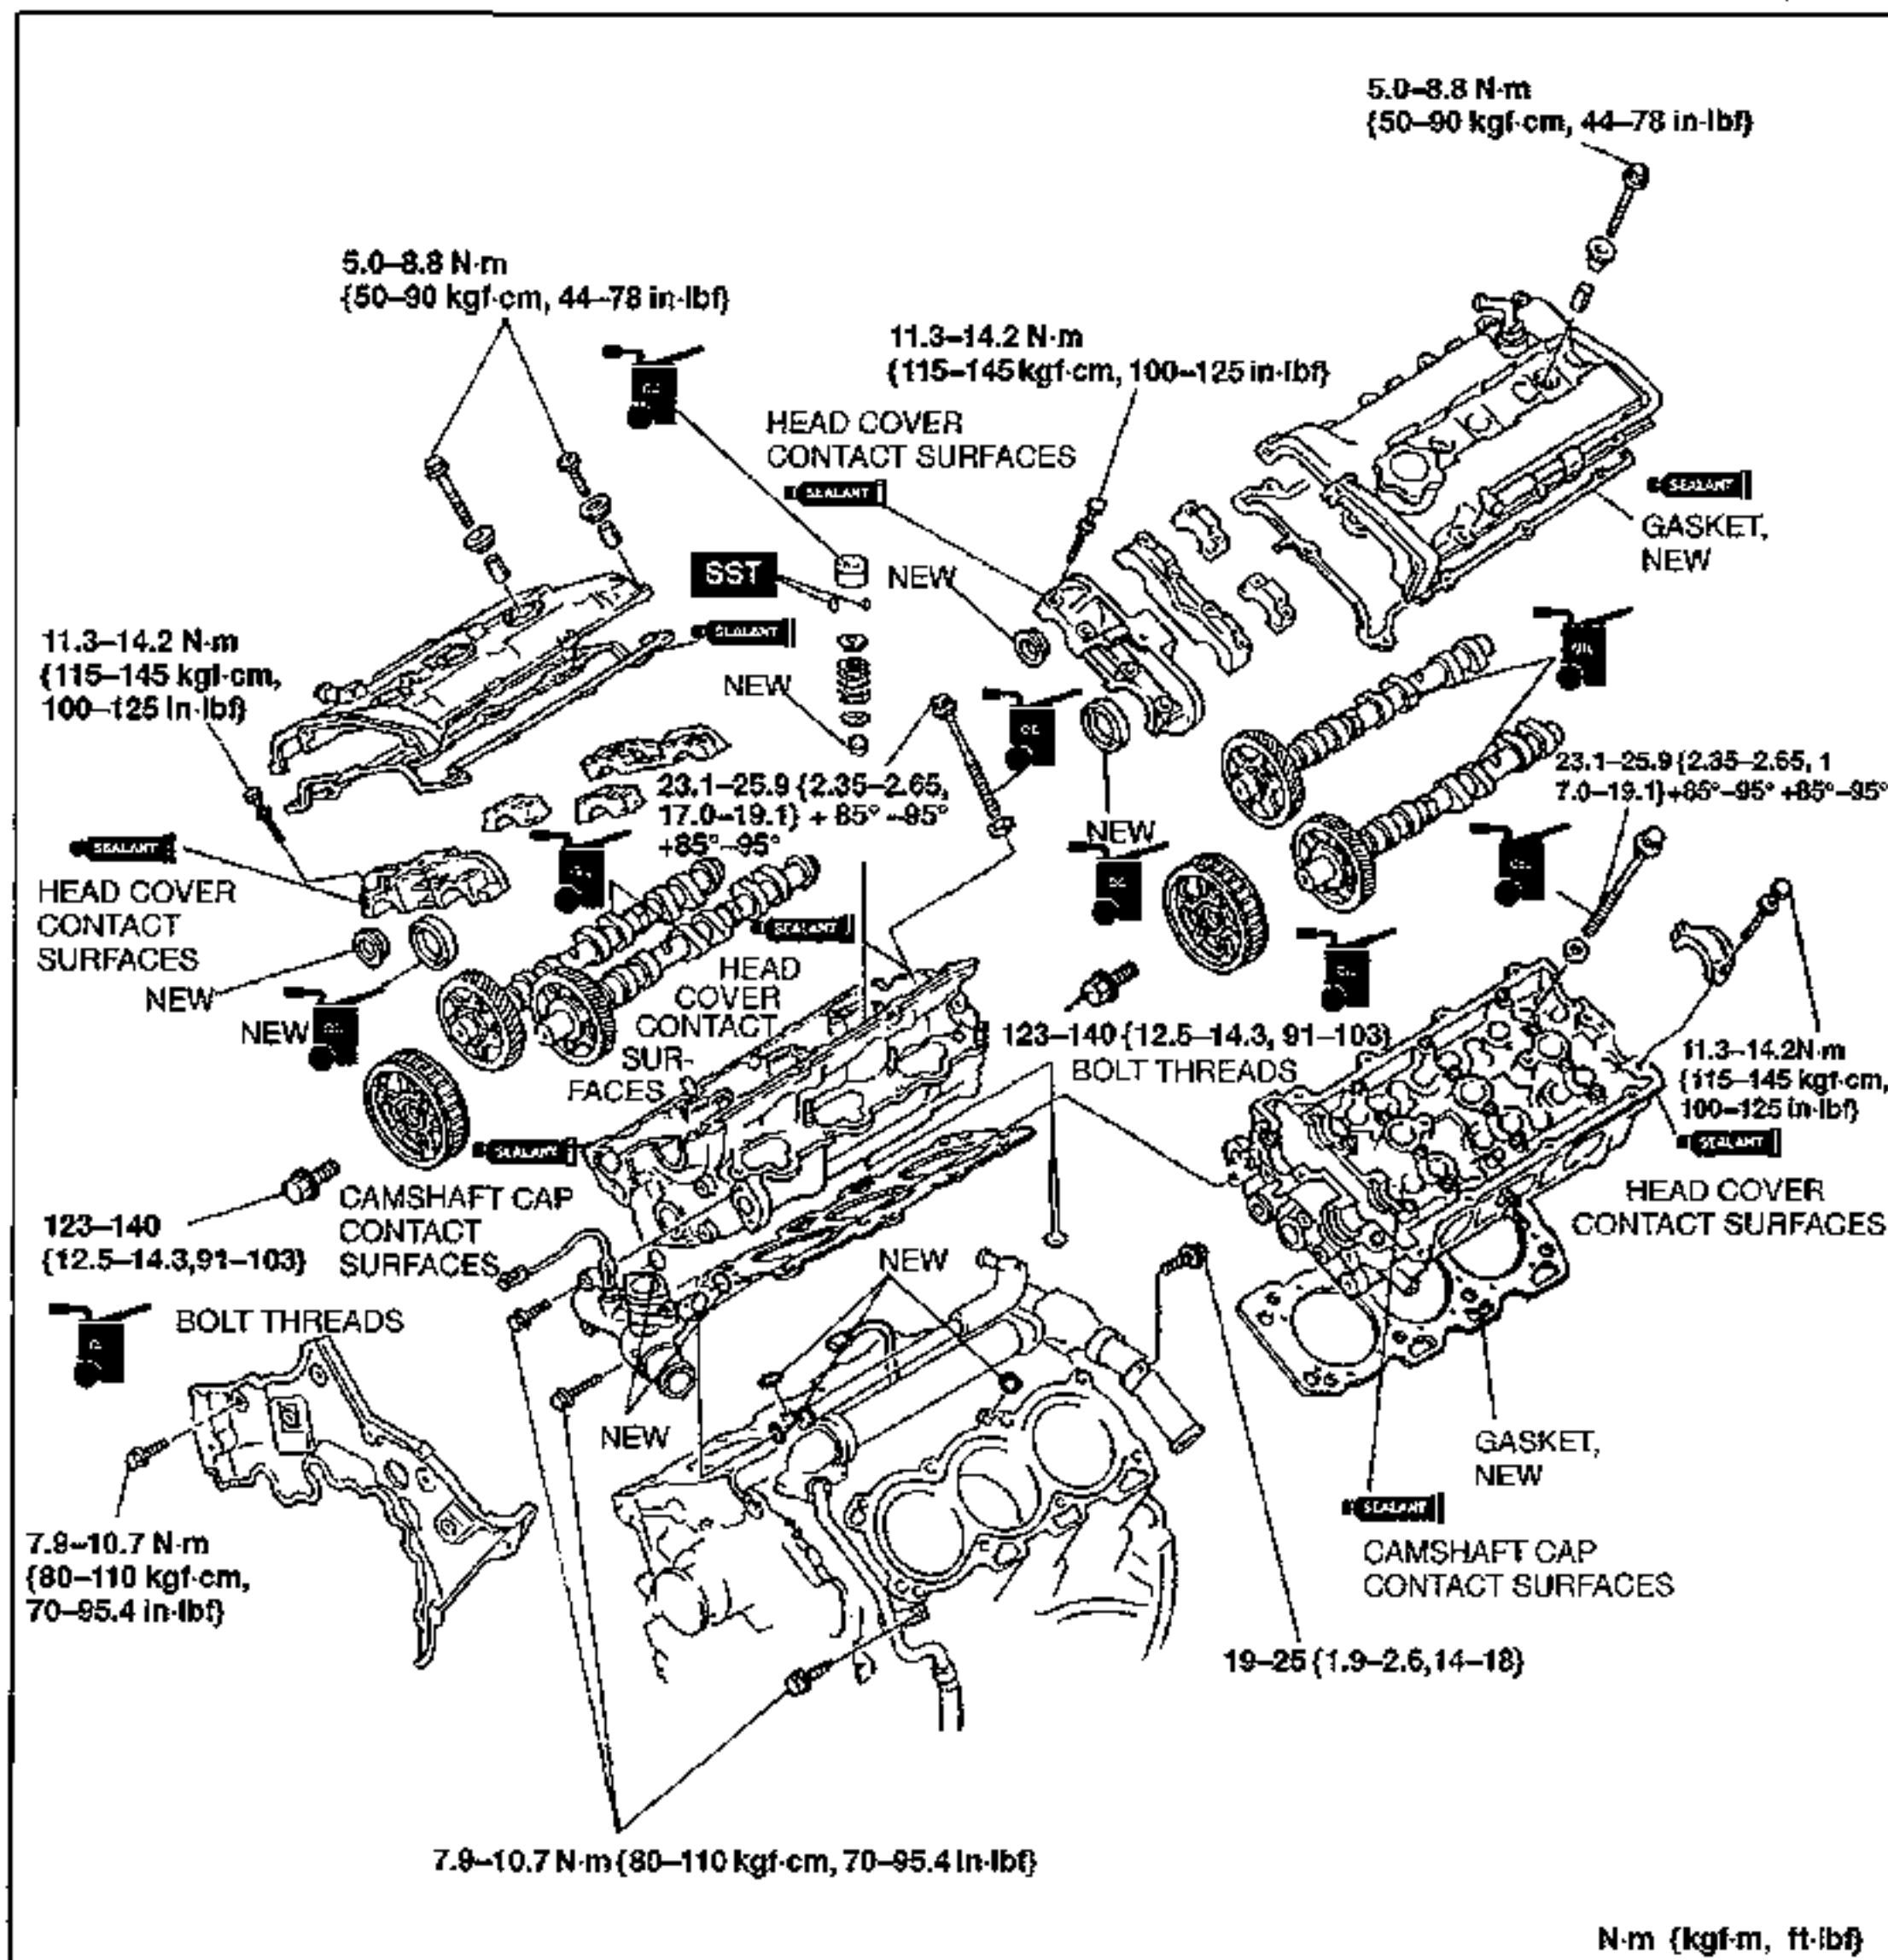 5.0–8.8 N·m
{50–90 kgf·cm, 44–78 in·lbf}
5.0–8.8 N·m
{50–90 kgf·cm, 44–78 in·lbf}
11.3–14.2 N·m
{115–145 kgf·cm, 100–125 in·lbf}
OIL
HEAD COVER
CONTACT SURFACES
SEALANT
SEALANT
GASKET,
NEW
SST
NEW
11.3–14.2 N·m
{115–145 kgf·cm,
100–125 in·lbf}
SEALANT
NEW
OIL
OIL
23.1–25.9 {2.35–2.65,
17.0–19.1} + 85° –95°
+85°–95°
23.1–25.9 {2.35–2.65, 1
7.0–19.1}+85°–95° +85°–95°
NEW
OIL
OIL
OIL
SEALANT
HEAD COVER
CONTACT
SURFACES
SEALANT
NEW
NEW
OIL
HEAD
COVER
CONTACT
SUR-
FACES
OIL
123–140 {12.5–14.3, 91–103}
BOLT THREADS
11.3–14.2N·m
{115–145 kgf·cm,
100–125 in·lbf}
SEALANT
HEAD COVER
CONTACT SURFACES
SEALANT
CAMSHAFT CAP
CONTACT
SURFACES
123–140
{12.5–14.3,91–103}
OIL
BOLT THREADS
NEW
NEW
GASKET,
NEW
SEALANT
CAMSHAFT CAP
CONTACT SURFACES
7.9–10.7 N·m
{80–110 kgf·cm,
70–95.4 in·lbf}
19–25 {1.9–2.6,14–18}
7.9–10.7 N·m {80–110 kgf·cm, 70–95.4 in·lbf}
N·m {kgf·m, ft·lbf}